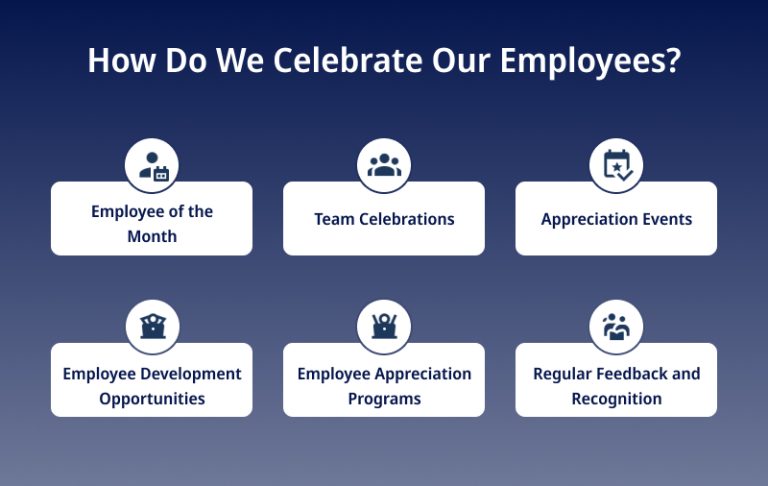 How Do We Celebrate Our Employees?
Employee of the
Month
Team Celebrations
Appreciation Events
Employee Development
Opportunities
Employee Appreciation
Programs
Regular Feedback and
Recognition